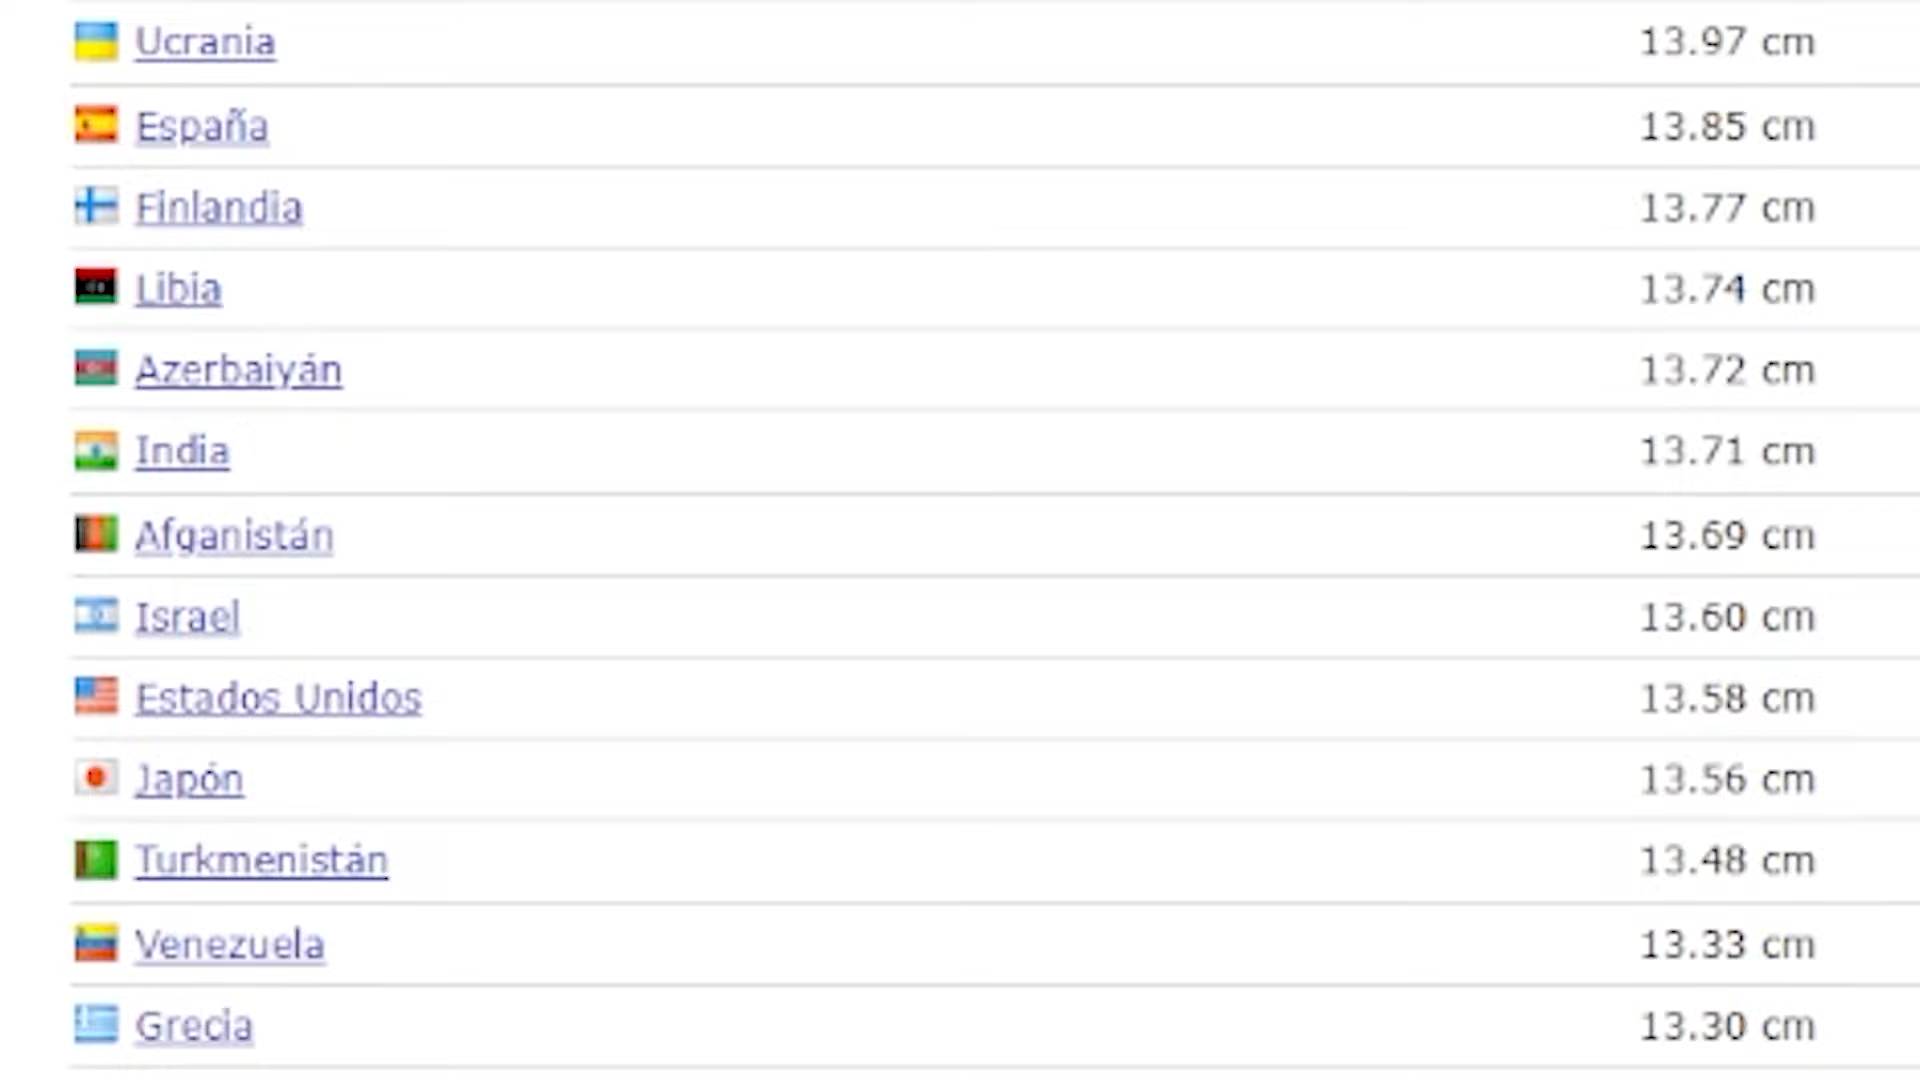 Ucrania 13.97 cm
España 13.85 cm
Finlandia 13.77 cm
Libia 13.74 cm
Azerbaiyán 13.72 cm
India 13.71 cm
Afganistán 13.69 cm
Israel 13.60 cm
Estados Unidos 13.58 cm
Japón 13.56 cm
Turkmenistán 13.48 cm
Venezuela 13.33 cm
Grecia 13.30 cm